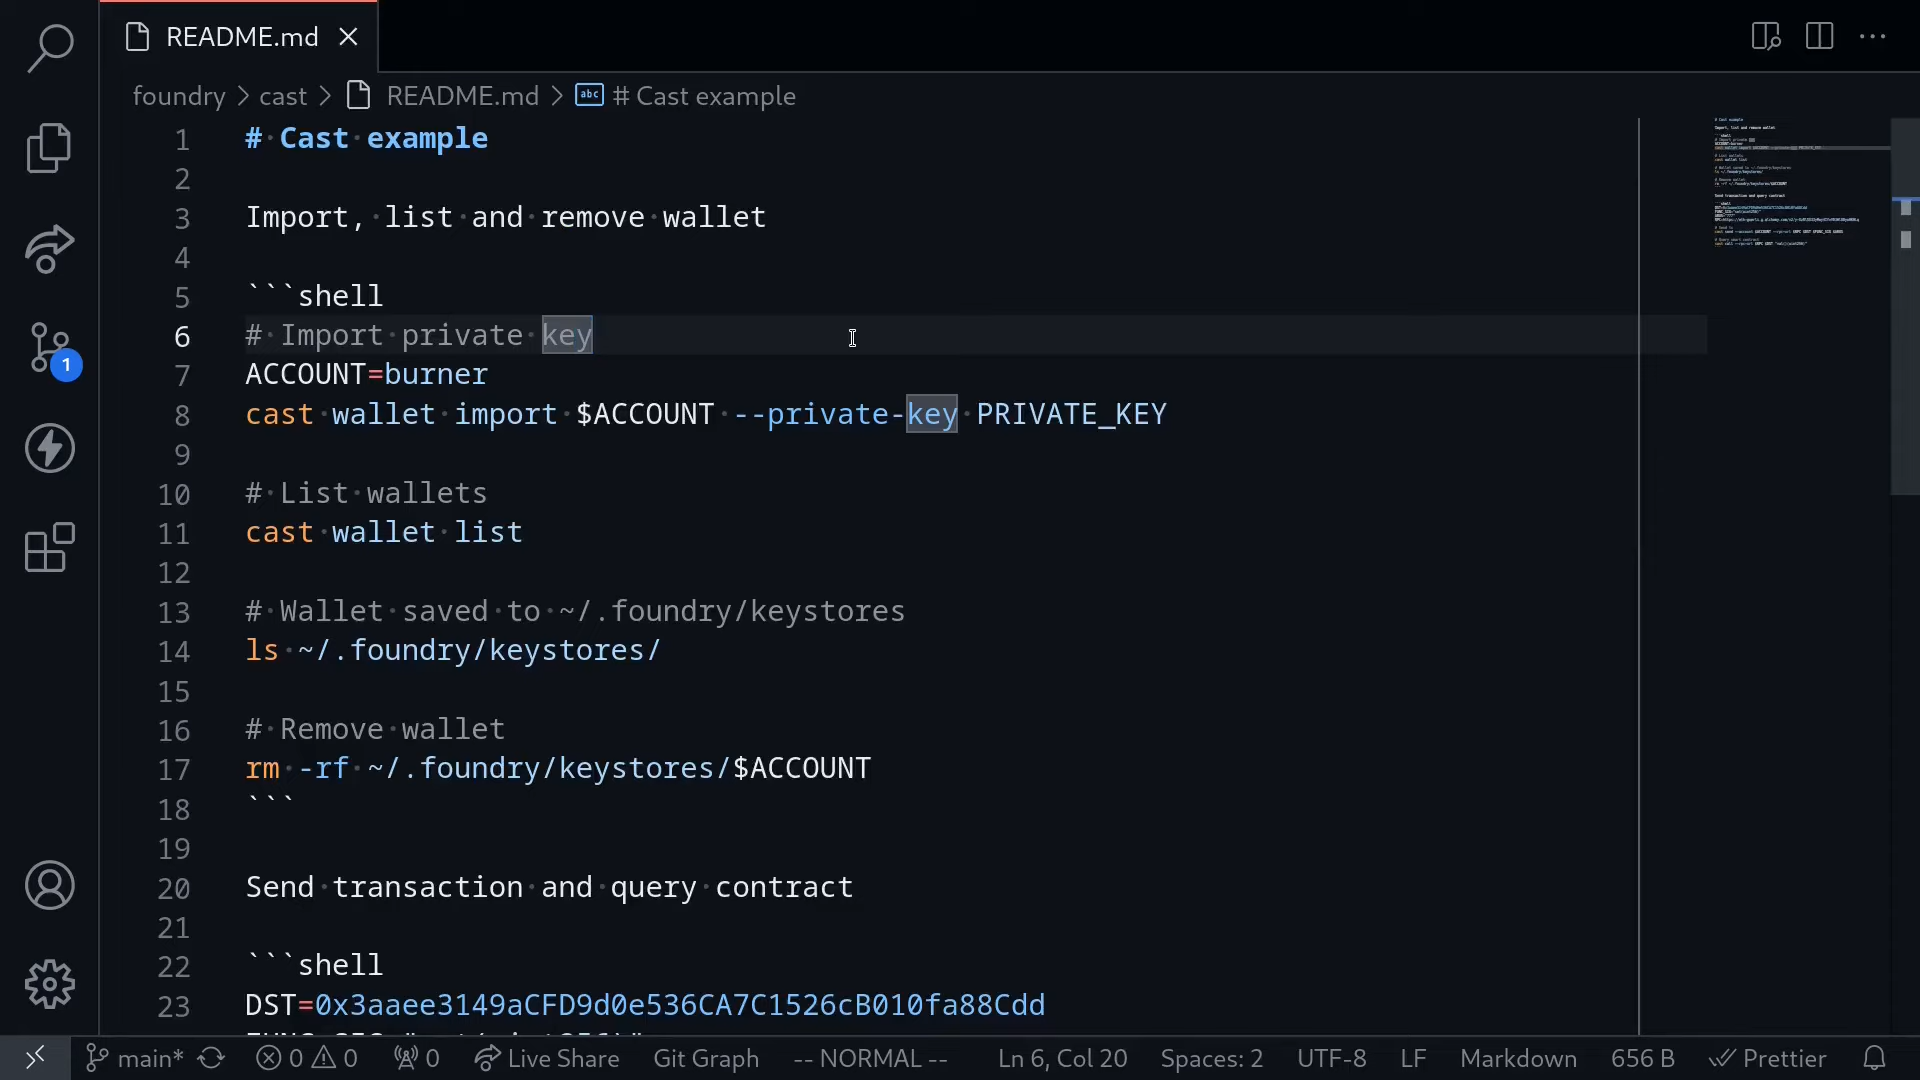 README.md
foundry > cast > README.md > # Cast example
1 # Cast example
2
3 Import, list and remove wallet
4
5 ```shell
6 # Import private key
7 ACCOUNT=burner
8 cast wallet import $ACCOUNT --private-key PRIVATE_KEY
9
10 # List wallets
11 cast wallet list
12
13 # Wallet saved to ~/.foundry/keystores
14 ls ~/.foundry/keystores/
15
16 # Remove wallet
17 rm -rf ~/.foundry/keystores/$ACCOUNT
18 ```
19
20 Send transaction and query contract
21
22 ```shell
23 DST=0x3aaee3149aCFD9d0e536CA7C1526cB010fa88Cdd
1
main* 0 0 0 Live Share Git Graph -- NORMAL -- Ln 6, Col 20 Spaces: 2 UTF-8 LF Markdown 656 B Prettier